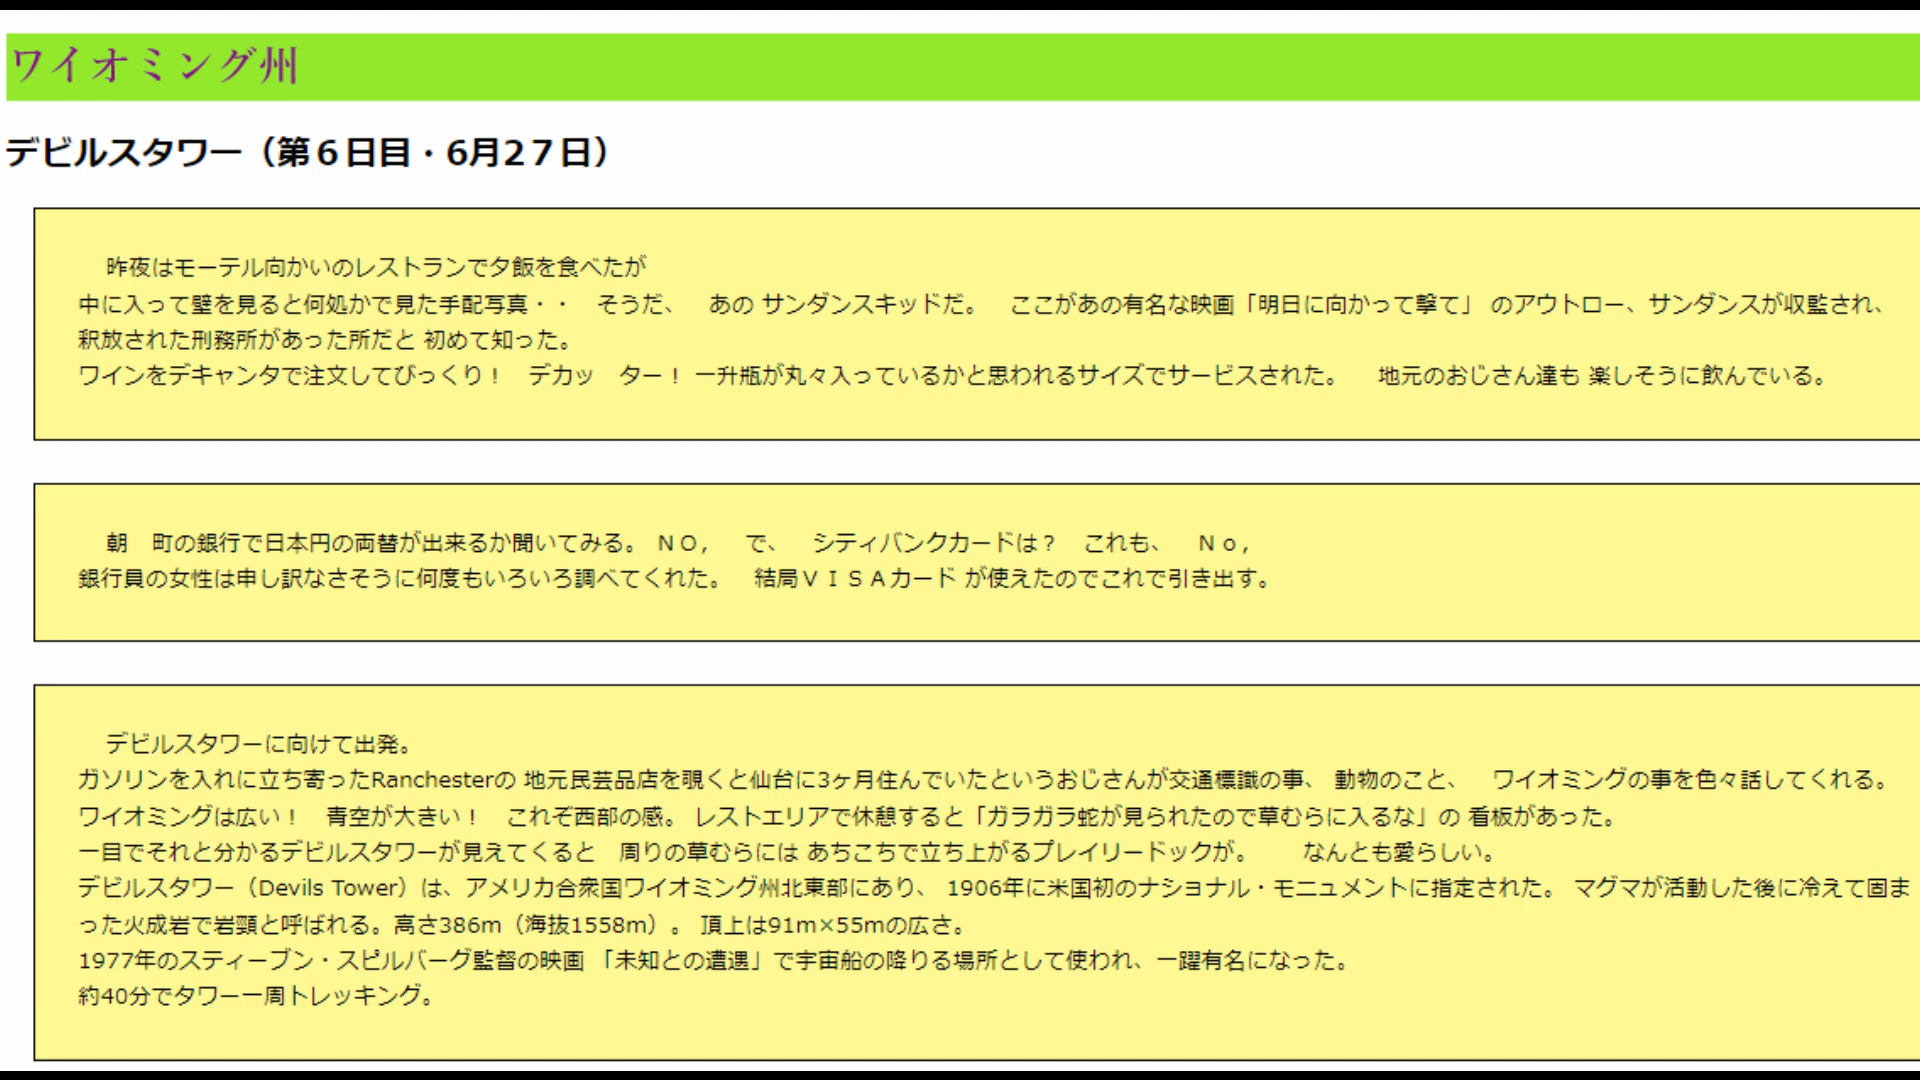 ワイオミング州
デビルスタワー（第６日目・6月2７日）
昨夜はモーテル向かいのレストランで夕飯を食べたが
中に入って壁を見ると何処かで見た手配写真・・　そうだ、　あの サンダンスキッドだ。　ここがあの有名な映画「明日に向かって撃て」 のアウトロー、サンダンスが収監され、
釈放された刑務所があった所だと 初めて知った。
ワインをデキャンタで注文してびっくり！　デカッ　ター！ 一升瓶が丸々入っているかと思われるサイズでサービスされた。　地元のおじさん達も 楽しそうに飲んでいる。
朝　町の銀行で日本円の両替が出来るか聞いてみる。 ＮＯ，　で、　シティバンクカードは？　これも、　Ｎｏ，
銀行員の女性は申し訳なさそうに何度もいろいろ調べてくれた。　結局ＶＩＳＡカード が使えたのでこれで引き出す。
デビルスタワーに向けて出発。
ガソリンを入れに立ち寄ったRanchesterの 地元民芸品店を覗くと仙台に3ヶ月住んでいたというおじさんが交通標識の事、 動物のこと、　ワイオミングの事を色々話してくれる。
ワイオミングは広い！　青空が大きい！　これぞ西部の感。 レストエリアで休憩すると「ガラガラ蛇が見られたので草むらに入るな」の 看板があった。
一目でそれと分かるデビルスタワーが見えてくると　周りの草むらには あちこちで立ち上がるプレイリードックが。　　なんとも愛らしい。
デビルスタワー（Devils Tower）は、アメリカ合衆国ワイオミング州北東部にあり、 1906年に米国初のナショナル・モニュメントに指定された。 マグマが活動した後に冷えて固ま
った火成岩で岩頸と呼ばれる。高さ386m（海抜1558m）。 頂上は91m×55mの広さ。
1977年のスティーブン・スピルバーグ監督の映画 「未知との遭遇」で宇宙船の降りる場所として使われ、一躍有名になった。
約40分でタワー一周トレッキング。